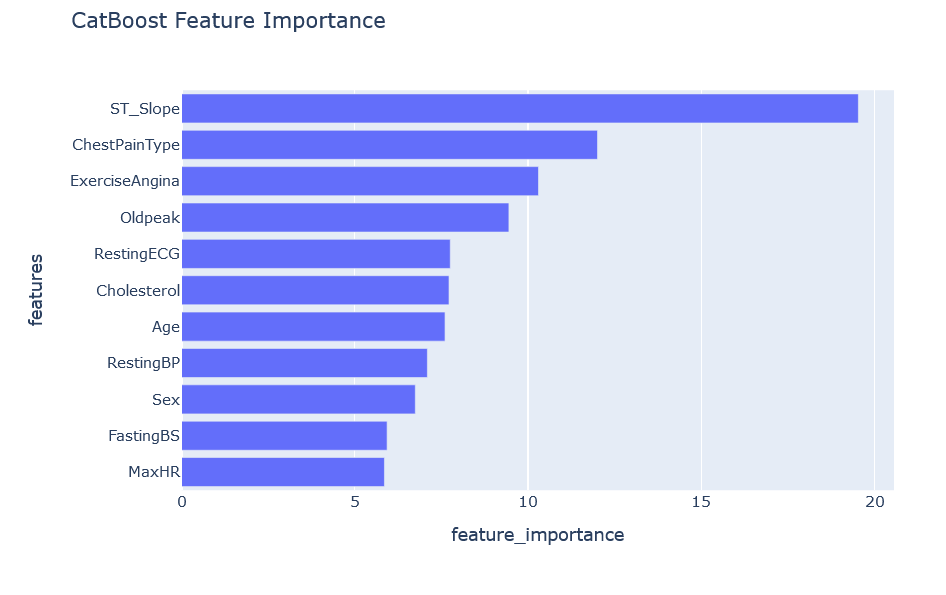 CatBoost Feature Importance
ST_Slope
ChestPainType
ExerciseAngina
Oldpeak
RestingECG
Cholesterol
Age
RestingBP
Sex
FastingBS
MaxHR
features
0 5 10 15 20
feature_importance